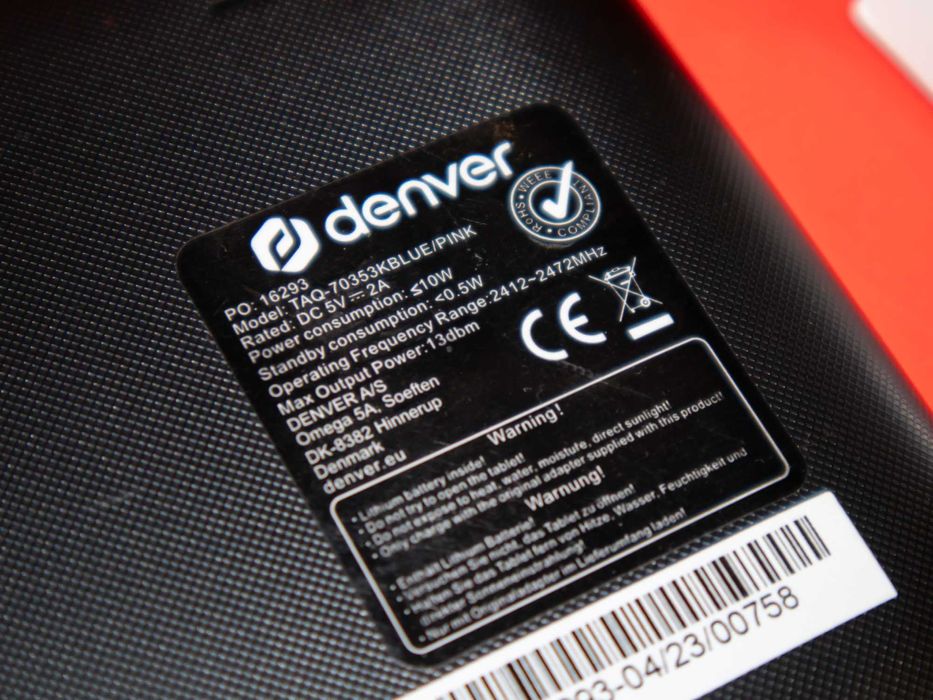 denver
WEEE COMPLIANT RoHS
PO: 16293
Model: TAQ-70353KBLUE/PINK
Rated: DC 5V ⎓ 2A
Power consumption: ≤10W
Standby consumption: <0.5W
Operating Frequency Range:2412~2472MHz
Max Output Power:13dbm
DENVER A/S
Omega 5A, Soeften
DK-8382 Hinnerup
Denmark
denver.eu
CE
Warning!
• Lithium battery inside!
• Do not try to open the tablet!
• Do not expose to heat, water, moisture, direct sunlight!
• Only charge with the original adapter supplied with this product!
Warnung!
• Enthält Lithium Batterie!
• Versuchen Sie nicht, das Tablet zu öffnen!
• Halten Sie das Tablet fern von Hitze, Wasser, Feuchtigkeit und
direkter Sonneneinstrahlung!
• Nur mit Originaladapter im Lieferumfang laden!
93-04/23/00758